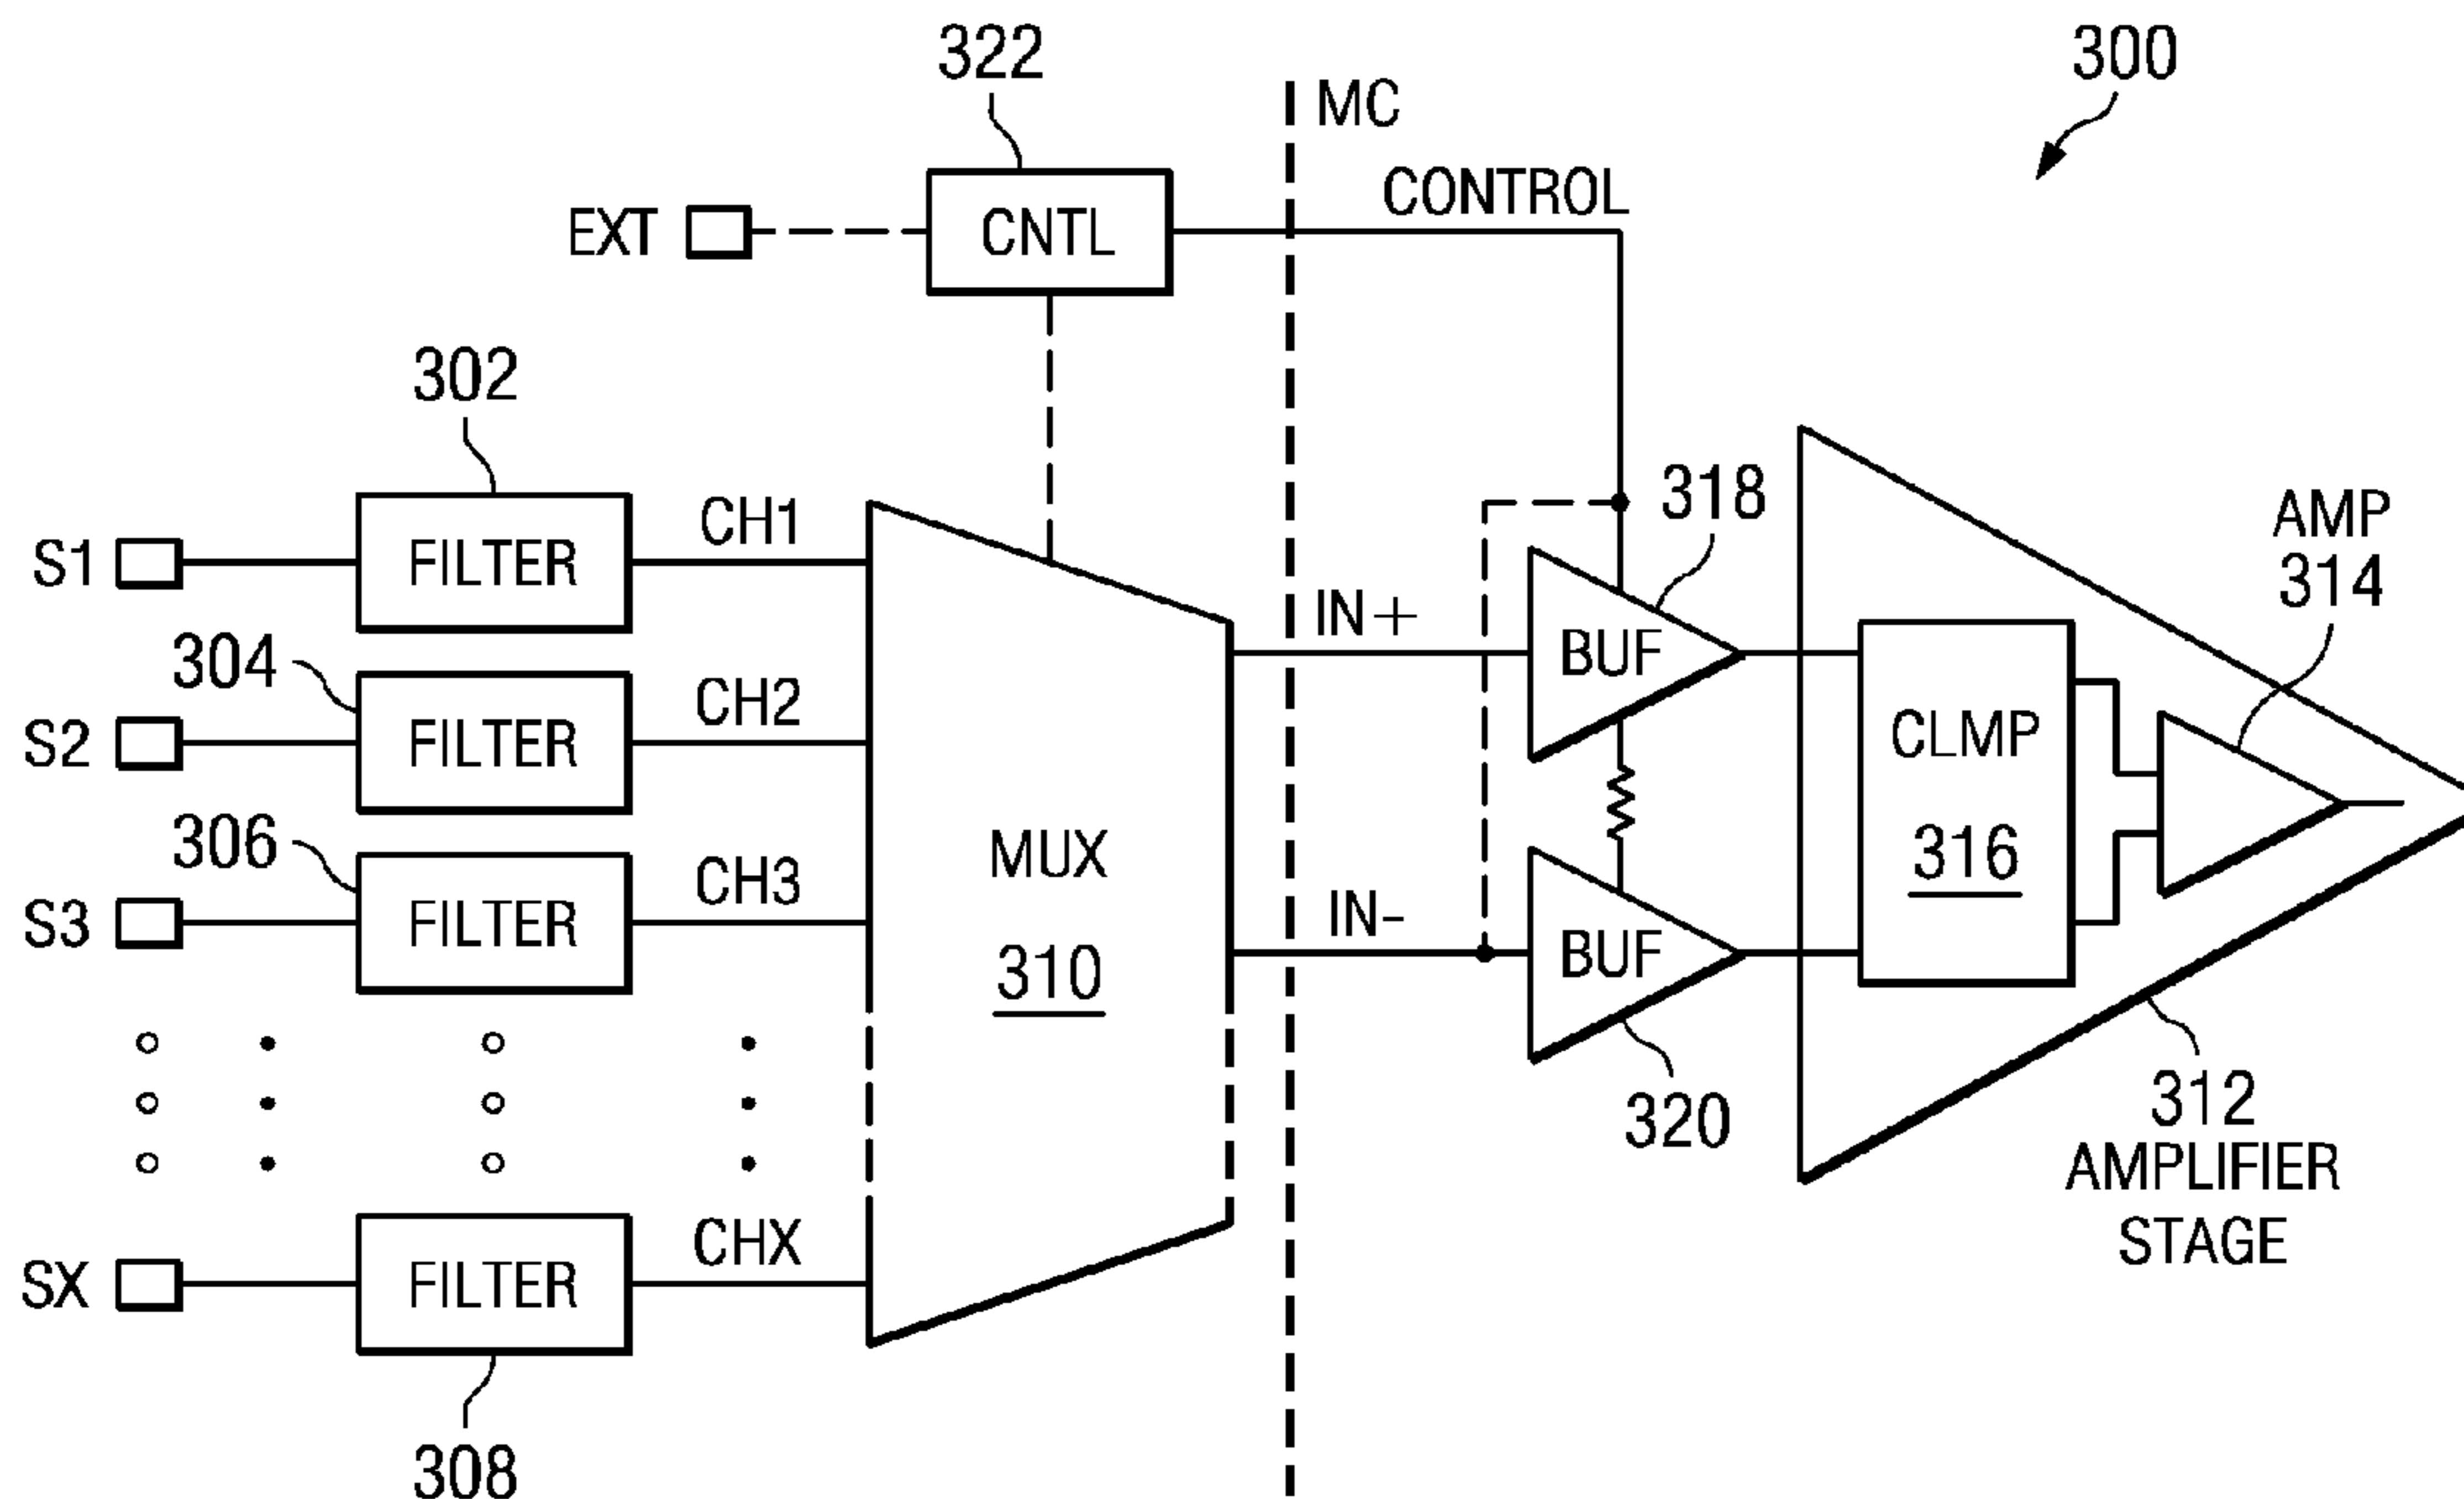 322
300
MC
CONTROL
EXT
CNTL
302
318
AMP
314
S1
FILTER
CH1
IN+
BUF
304
S2
FILTER
CH2
CLMP
316
306
MUX
310
S3
FILTER
CH3
IN-
BUF
320
312
AMPLIFIER
STAGE
SX
FILTER
CHX
308